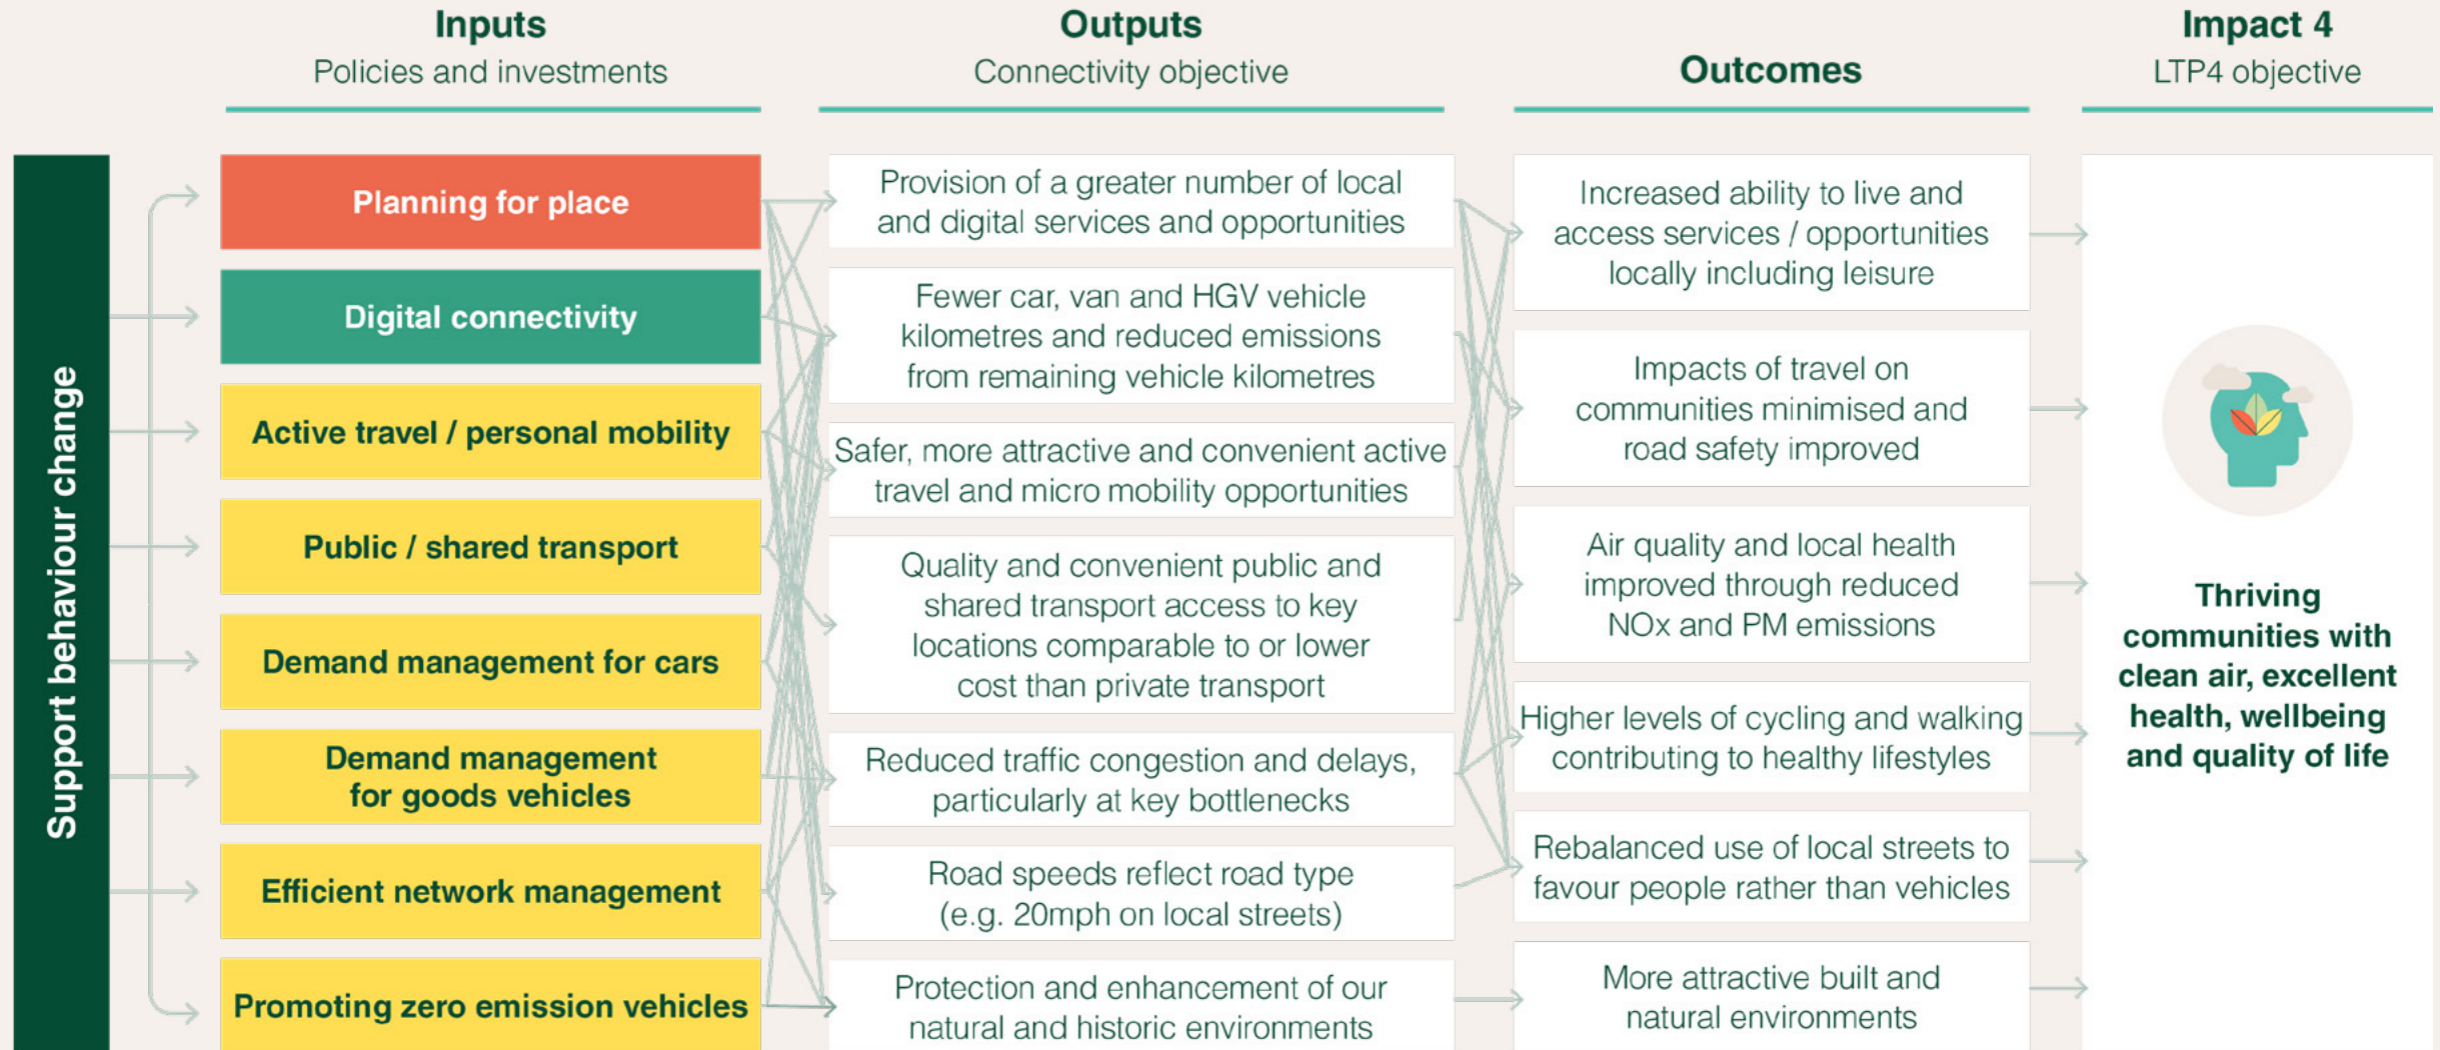 Inputs
Policies and investments
Outputs
Connectivity objective
Outcomes
Impact 4
LTP4 objective
Support behaviour change
Planning for place
Digital connectivity
Active travel / personal mobility
Public / shared transport
Demand management for cars
Demand management
for goods vehicles
Efficient network management
Promoting zero emission vehicles
Provision of a greater number of local
and digital services and opportunities
Fewer car, van and HGV vehicle
kilometres and reduced emissions
from remaining vehicle kilometres
Safer, more attractive and convenient active
travel and micro mobility opportunities
Quality and convenient public and
shared transport access to key
locations comparable to or lower
cost than private transport
Reduced traffic congestion and delays,
particularly at key bottlenecks
Road speeds reflect road type
(e.g. 20mph on local streets)
Protection and enhancement of our
natural and historic environments
Increased ability to live and
access services / opportunities
locally including leisure
Impacts of travel on
communities minimised and
road safety improved
Air quality and local health
improved through reduced
NOx and PM emissions
Higher levels of cycling and walking
contributing to healthy lifestyles
Rebalanced use of local streets to
favour people rather than vehicles
More attractive built and
natural environments
Thriving
communities with
clean air, excellent
health, wellbeing
and quality of life